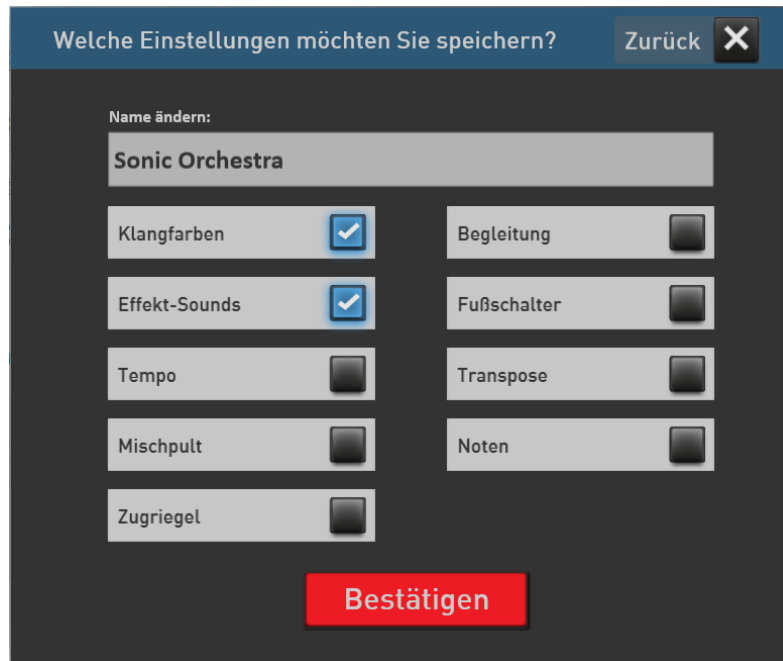 Welche Einstellungen möchten Sie speichern?
Zurück
Name ändern:
Sonic Orchestra
Klangfarben
Begleitung
Effekt-Sounds
Fußschalter
Tempo
Transpose
Mischpult
Noten
Zugriegel
Bestätigen